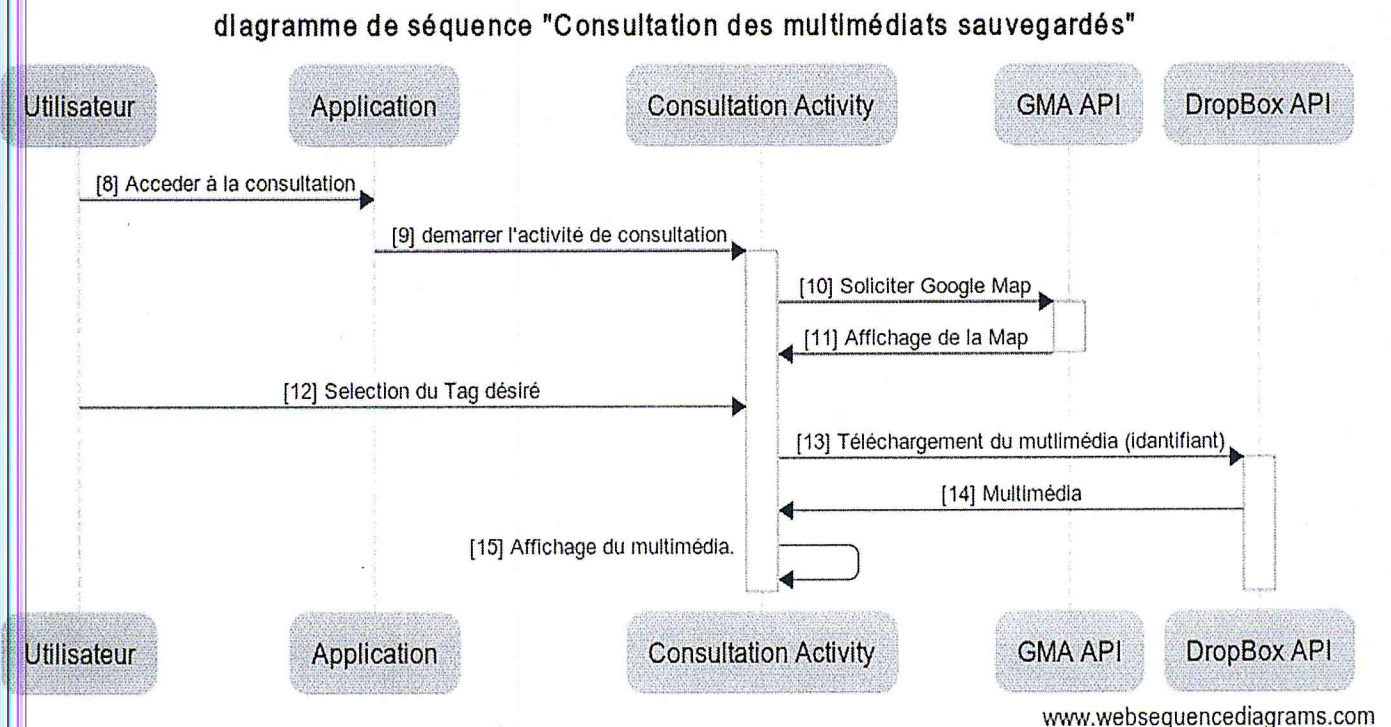 diagramme de séquence "Consultation des multimédiats sauvegardés"
Utilisateur
Application
Consultation Activity
GMA API
DropBox API
[8] Acceder à la consultation
[9] demarrer l'activité de consultation
[10] Soliciter Google Map
[11] Affichage de la Map
[12] Selection du Tag désiré
[13] Téléchargement du mutlimédia (idantifiant)
[14] Multimédia
[15] Affichage du multimédia.
Utilisateur
Application
Consultation Activity
GMA API
DropBox API
www.websequencediagrams.com